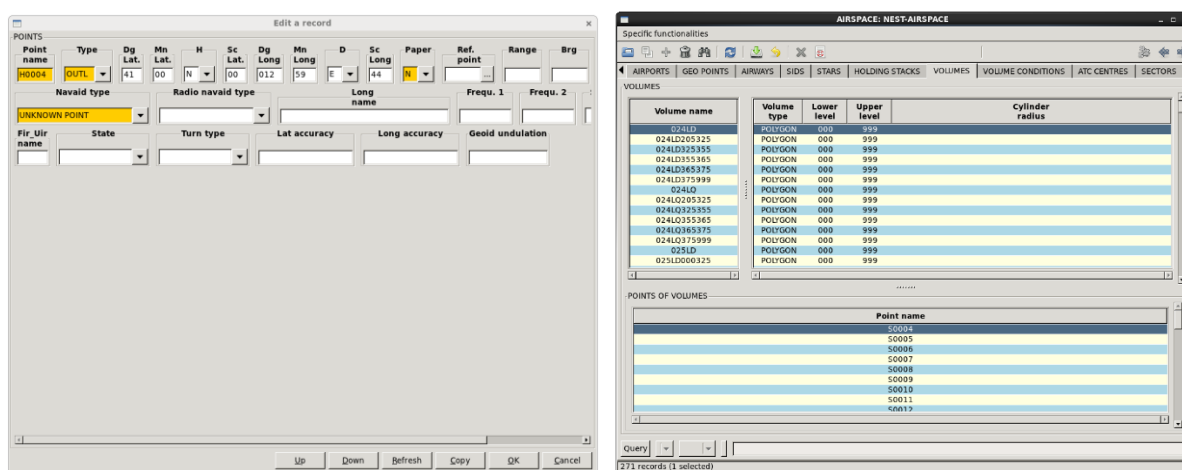 Edit a record
POINTS
Point name Type Dg Lat. Mn Lat. H Sc Lat. Dg Long Mn Long D Sc Long Paper Ref. point Range Brg
H0004 OUTL 41 00 N 00 012 59 E 44 N ...
Navaid type Radio navaid type Long name Frequ. 1 Frequ. 2
UNKNOWN POINT
Fir_Uir name State Turn type Lat accuracy Long accuracy Geoid undulation
Up Down Refresh Copy OK Cancel
AIRSPACE: NEST-AIRSPACE
Specific functionalities
AIRPORTS GEO POINTS AIRWAYS SIDS STARS HOLDING STACKS VOLUMES VOLUME CONDITIONS ATC CENTRES SECTORS
VOLUMES
Volume name Volume type Lower level Upper level Cylinder radius
024LD POLYGON 000 999
024LD205325 POLYGON 000 999
024LD325355 POLYGON 000 999
024LD355365 POLYGON 000 999
024LD365375 POLYGON 000 999
024LD375999 POLYGON 000 999
024LQ POLYGON 000 999
024LQ205325 POLYGON 000 999
024LQ325355 POLYGON 000 999
024LQ355365 POLYGON 000 999
024LQ365375 POLYGON 000 999
024LQ375999 POLYGON 000 999
025LD POLYGON 000 999
025LD000325 POLYGON 000 999
POINTS OF VOLUMES
Point name
S0004
S0005
S0006
S0007
S0008
S0009
S0010
S0011
S0012
Query
271 records (1 selected)